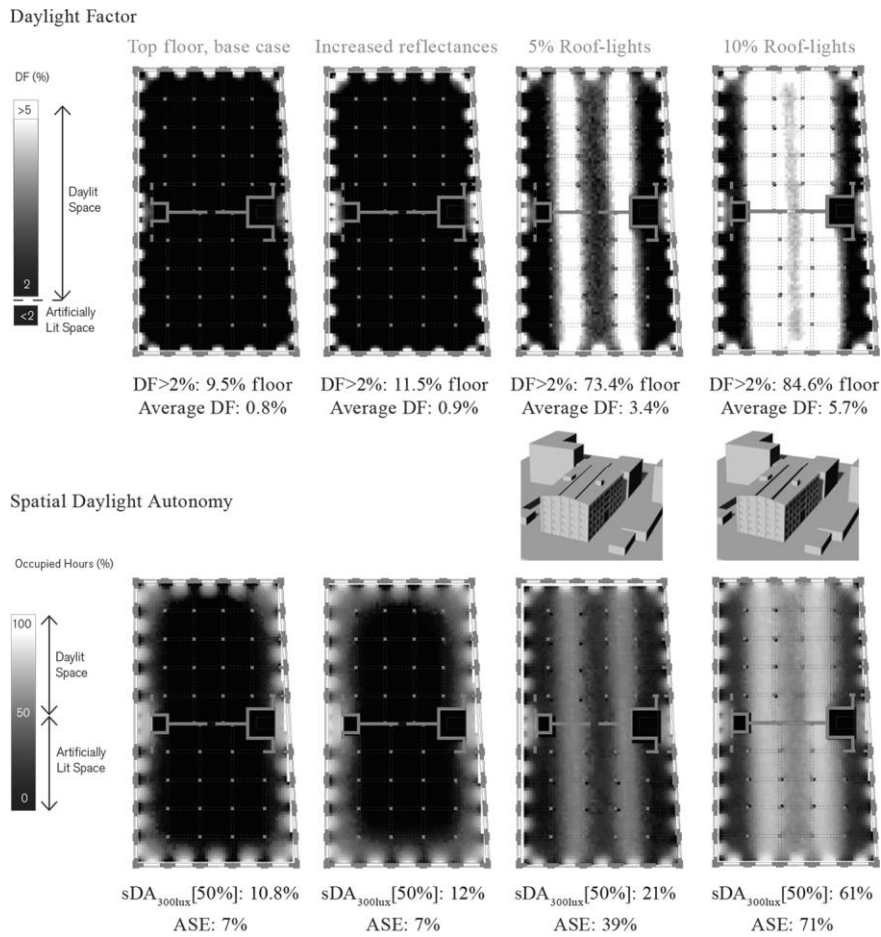 Daylight Factor
Top floor, base case
Increased reflectances
5% Roof-lights
10% Roof-lights
DF (%)
>5
Daylit
Space
2
<2
Artificially
Lit Space
DF>2%: 9.5% floor
Average DF: 0.8%
DF>2%: 11.5% floor
Average DF: 0.9%
DF>2%: 73.4% floor
Average DF: 3.4%
DF>2%: 84.6% floor
Average DF: 5.7%
Spatial Daylight Autonomy
Occupied Hours (%)
100
Daylit
Space
50
Artificially
Lit Space
0
sDA300lux[50%]: 10.8%
ASE: 7%
sDA300lux[50%]: 12%
ASE: 7%
sDA300lux[50%]: 21%
ASE: 39%
sDA300lux[50%]: 61%
ASE: 71%